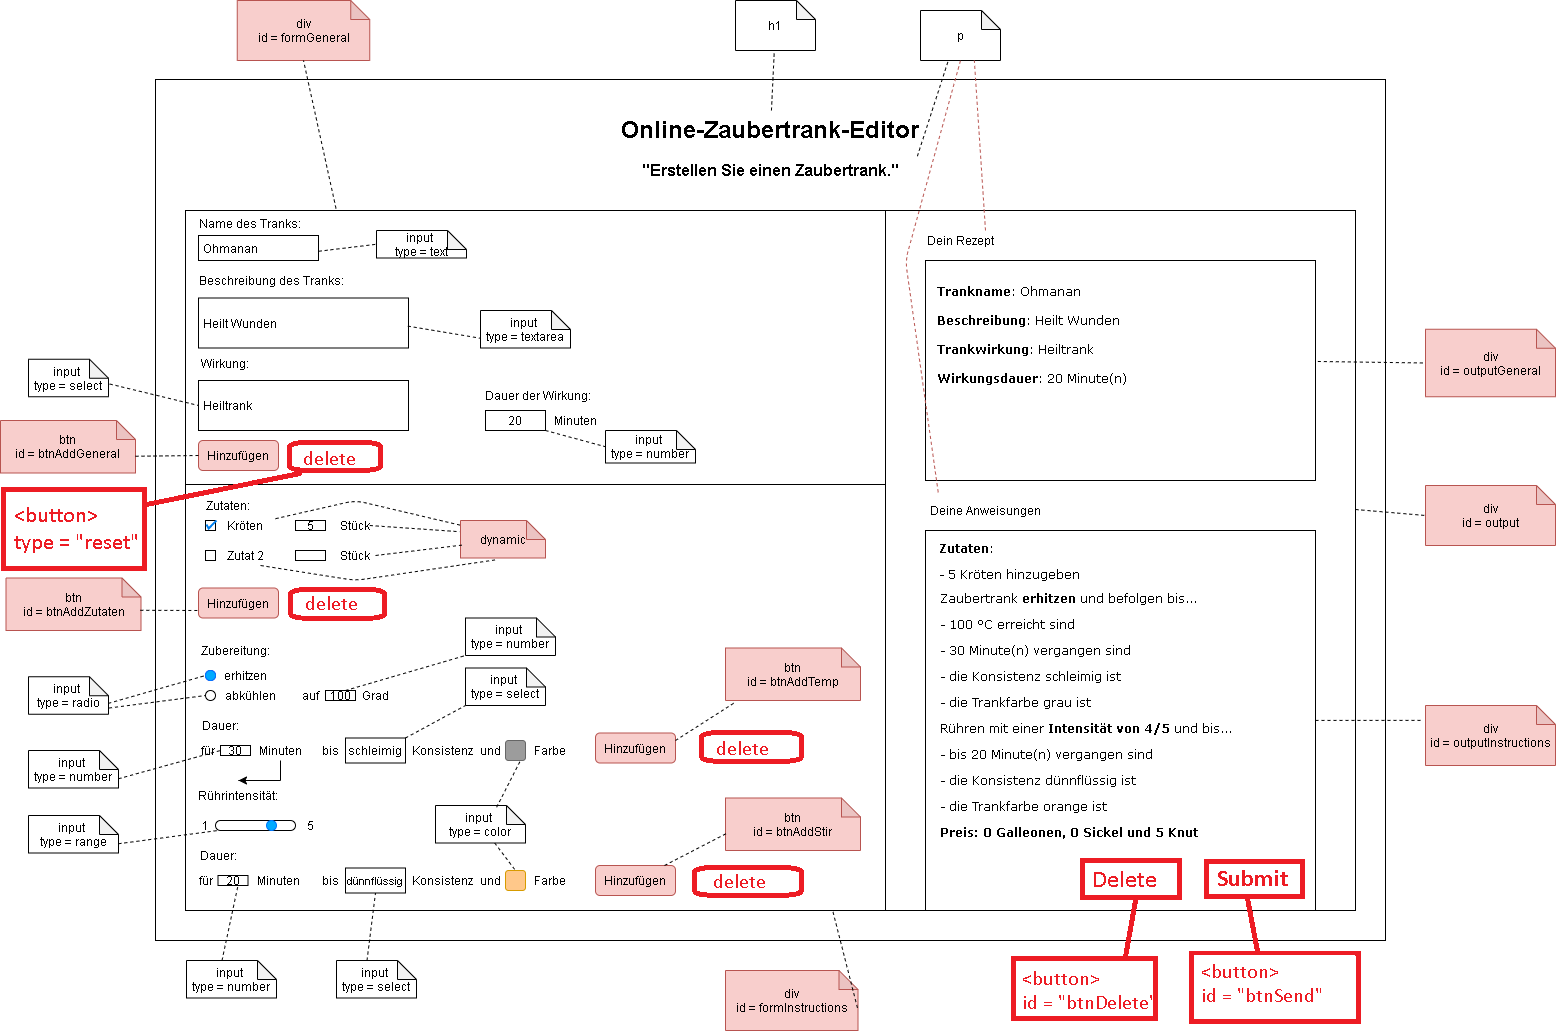 div
id = formGeneral
h1
p
Online-Zaubertrank-Editor
"Erstellen Sie einen Zaubertrank."
Name des Tranks:
Ohmanan
input
type = text
Beschreibung des Tranks:
Heilt Wunden
input
type = textarea
Wirkung:
input
type = select
Heiltrank
Dauer der Wirkung:
20 Minuten
input
type = number
btn
id = btnAddGeneral
Hinzufügen
delete
<button>
type = "reset"
Zutaten:
Kröten 5 Stück
Zutat 2 Stück
dynamic
btn
id = btnAddZutaten
Hinzufügen
delete
input
type = number
Zubereitung:
erhitzen
abkühlen auf 100 Grad
input
type = radio
input
type = select
btn
id = btnAddTemp
Dauer:
für 30 Minuten bis schleimig Konsistenz und Farbe
Hinzufügen
delete
input
type = number
Rührintensität:
1 5
input
type = range
input
type = color
btn
id = btnAddStir
Dauer:
für 20 Minuten bis dünnflüssig Konsistenz und Farbe
Hinzufügen
delete
input
type = number
input
type = select
div
id = formInstructions
Dein Rezept
Trankname: Ohmanan
Beschreibung: Heilt Wunden
Trankwirkung: Heiltrank
Wirkungsdauer: 20 Minute(n)
div
id = outputGeneral
div
id = output
Deine Anweisungen
Zutaten:
- 5 Kröten hinzugeben
Zaubertrank erhitzen und befolgen bis...
- 100 °C erreicht sind
- 30 Minute(n) vergangen sind
- die Konsistenz schleimig ist
- die Trankfarbe grau ist
Rühren mit einer Intensität von 4/5 und bis...
- bis 20 Minute(n) vergangen sind
- die Konsistenz dünnflüssig ist
- die Trankfarbe orange ist
Preis: 0 Galleonen, 0 Sickel und 5 Knut
div
id = outputInstructions
Delete
Submit
<button>
id = "btnDelete"
<button>
id = "btnSend"